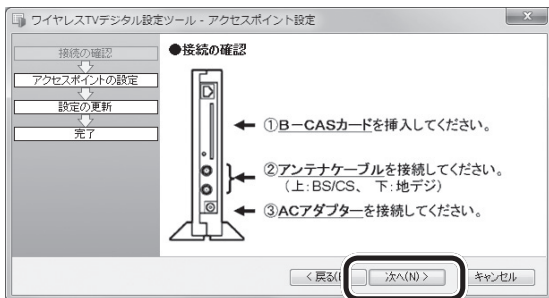 ワイヤレスTVデジタル設定ツール - アクセスポイント設定
接続の確認
アクセスポイントの設定
設定の更新
完了
●接続の確認
①B-CASカードを挿入してください。
②アンテナケーブルを接続してください。
(上:BS/CS、 下:地デジ)
③ACアダプターを接続してください。
< 戻る(
次へ(N) >
キャンセル